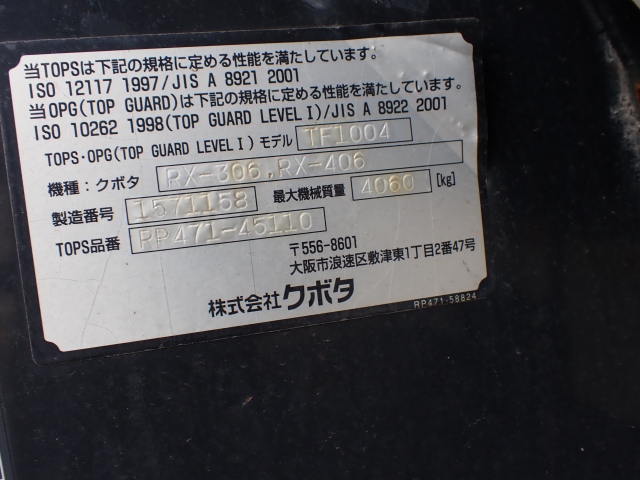 当TOPSは下記の規格に定める性能を満たしています。
ISO 12117 1997/JIS A 8921 2001
当OPG(TOP GUARD)は下記の規格に定める性能を満たしています。
ISO 10262 1998(TOP GUARD LEVEL I)/JIS A 8922 2001
TOPS・OPG(TOP GUARD LEVEL I) モデル TF1004
機種：クボタ RX-306,RX-406
製造番号 1571158 最大機械質量 4060 [kg]
TOPS品番 RP471-45110
〒556-8601
大阪市浪速区敷津東1丁目2番47号
株式会社クボタ
RP471-58824